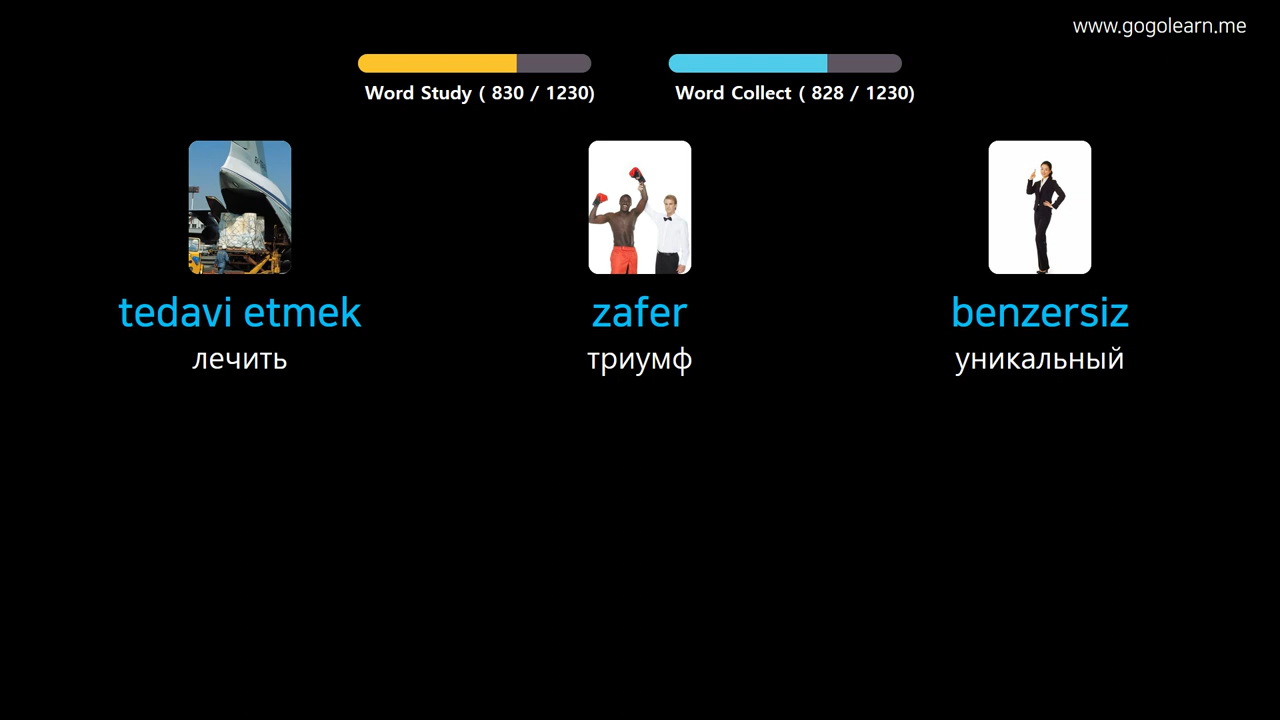 www.gogolearn.me
Word Study ( 830 / 1230)
Word Collect ( 828 / 1230)
tedavi etmek
лечить
zafer
триумф
benzersiz
уникальный